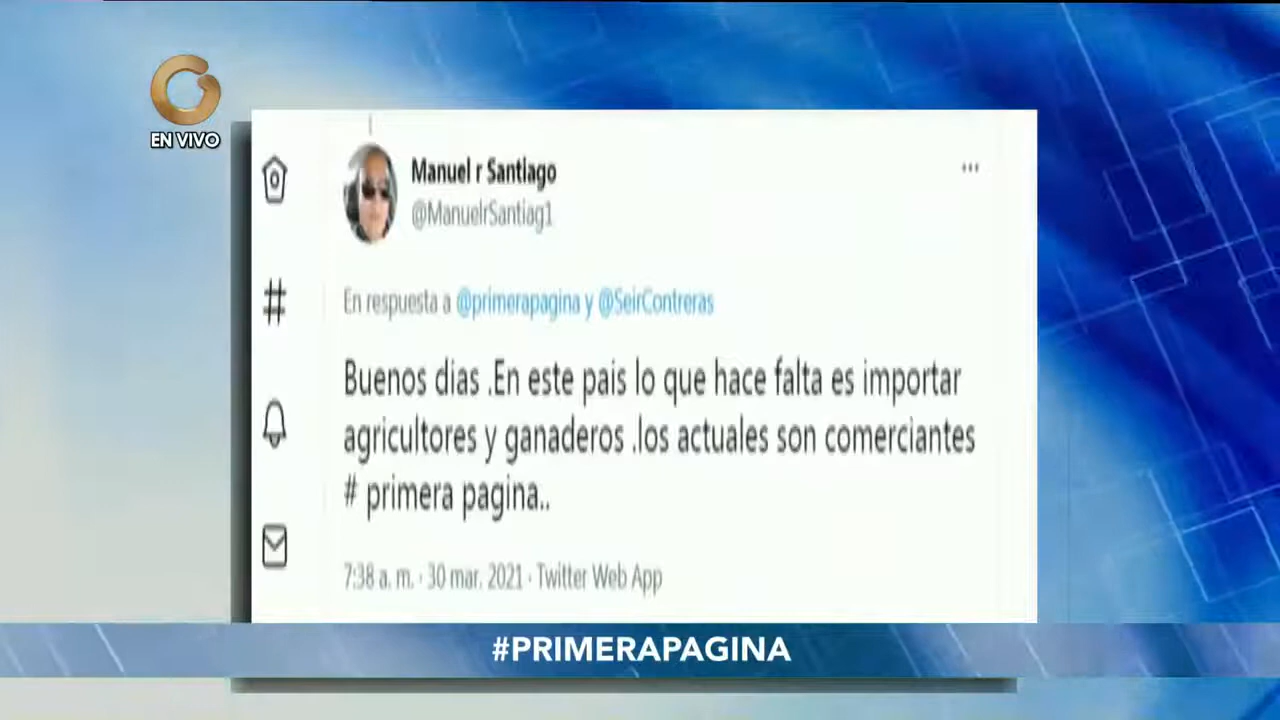 EN VIVO
Manuel r Santiago
@ManuelrSantiag1
En respuesta a @primerapagina y @SeirContreras
Buenos dias .En este pais lo que hace falta es importar
agricultores y ganaderos .los actuales son comerciantes
# primera pagina..
7:38 a. m. · 30 mar. 2021 · Twitter Web App
#PRIMERAPAGINA